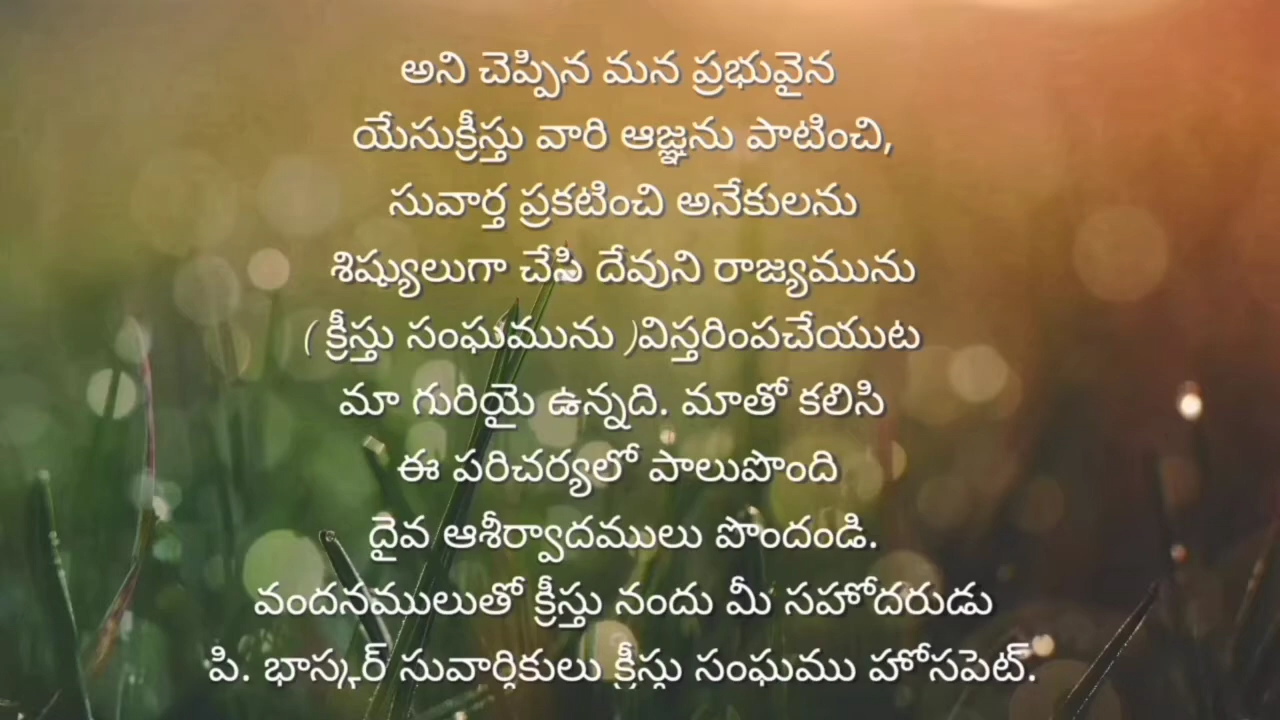 అని చెప్పిన మన ప్రభువైన
యేసుక్రీస్తు వారి ఆజ్ఞను పాటించి,
సువార్త ప్రకటించి అనేకులను
శిష్యులుగా చేసి దేవుని రాజ్యమును
( క్రీస్తు సంఘమును )విస్తరింపచేయుట
మా గురియై ఉన్నది. మాతో కలిసి
ఈ పరిచర్యలో పాలుపొంది
దైవ ఆశీర్వాదములు పొందండి.
వందనములుతో క్రీస్తు నందు మీ సహోదరుడు
పి. భాస్కర్ సువార్తికులు క్రీస్తు సంఘము హోసపెట్.